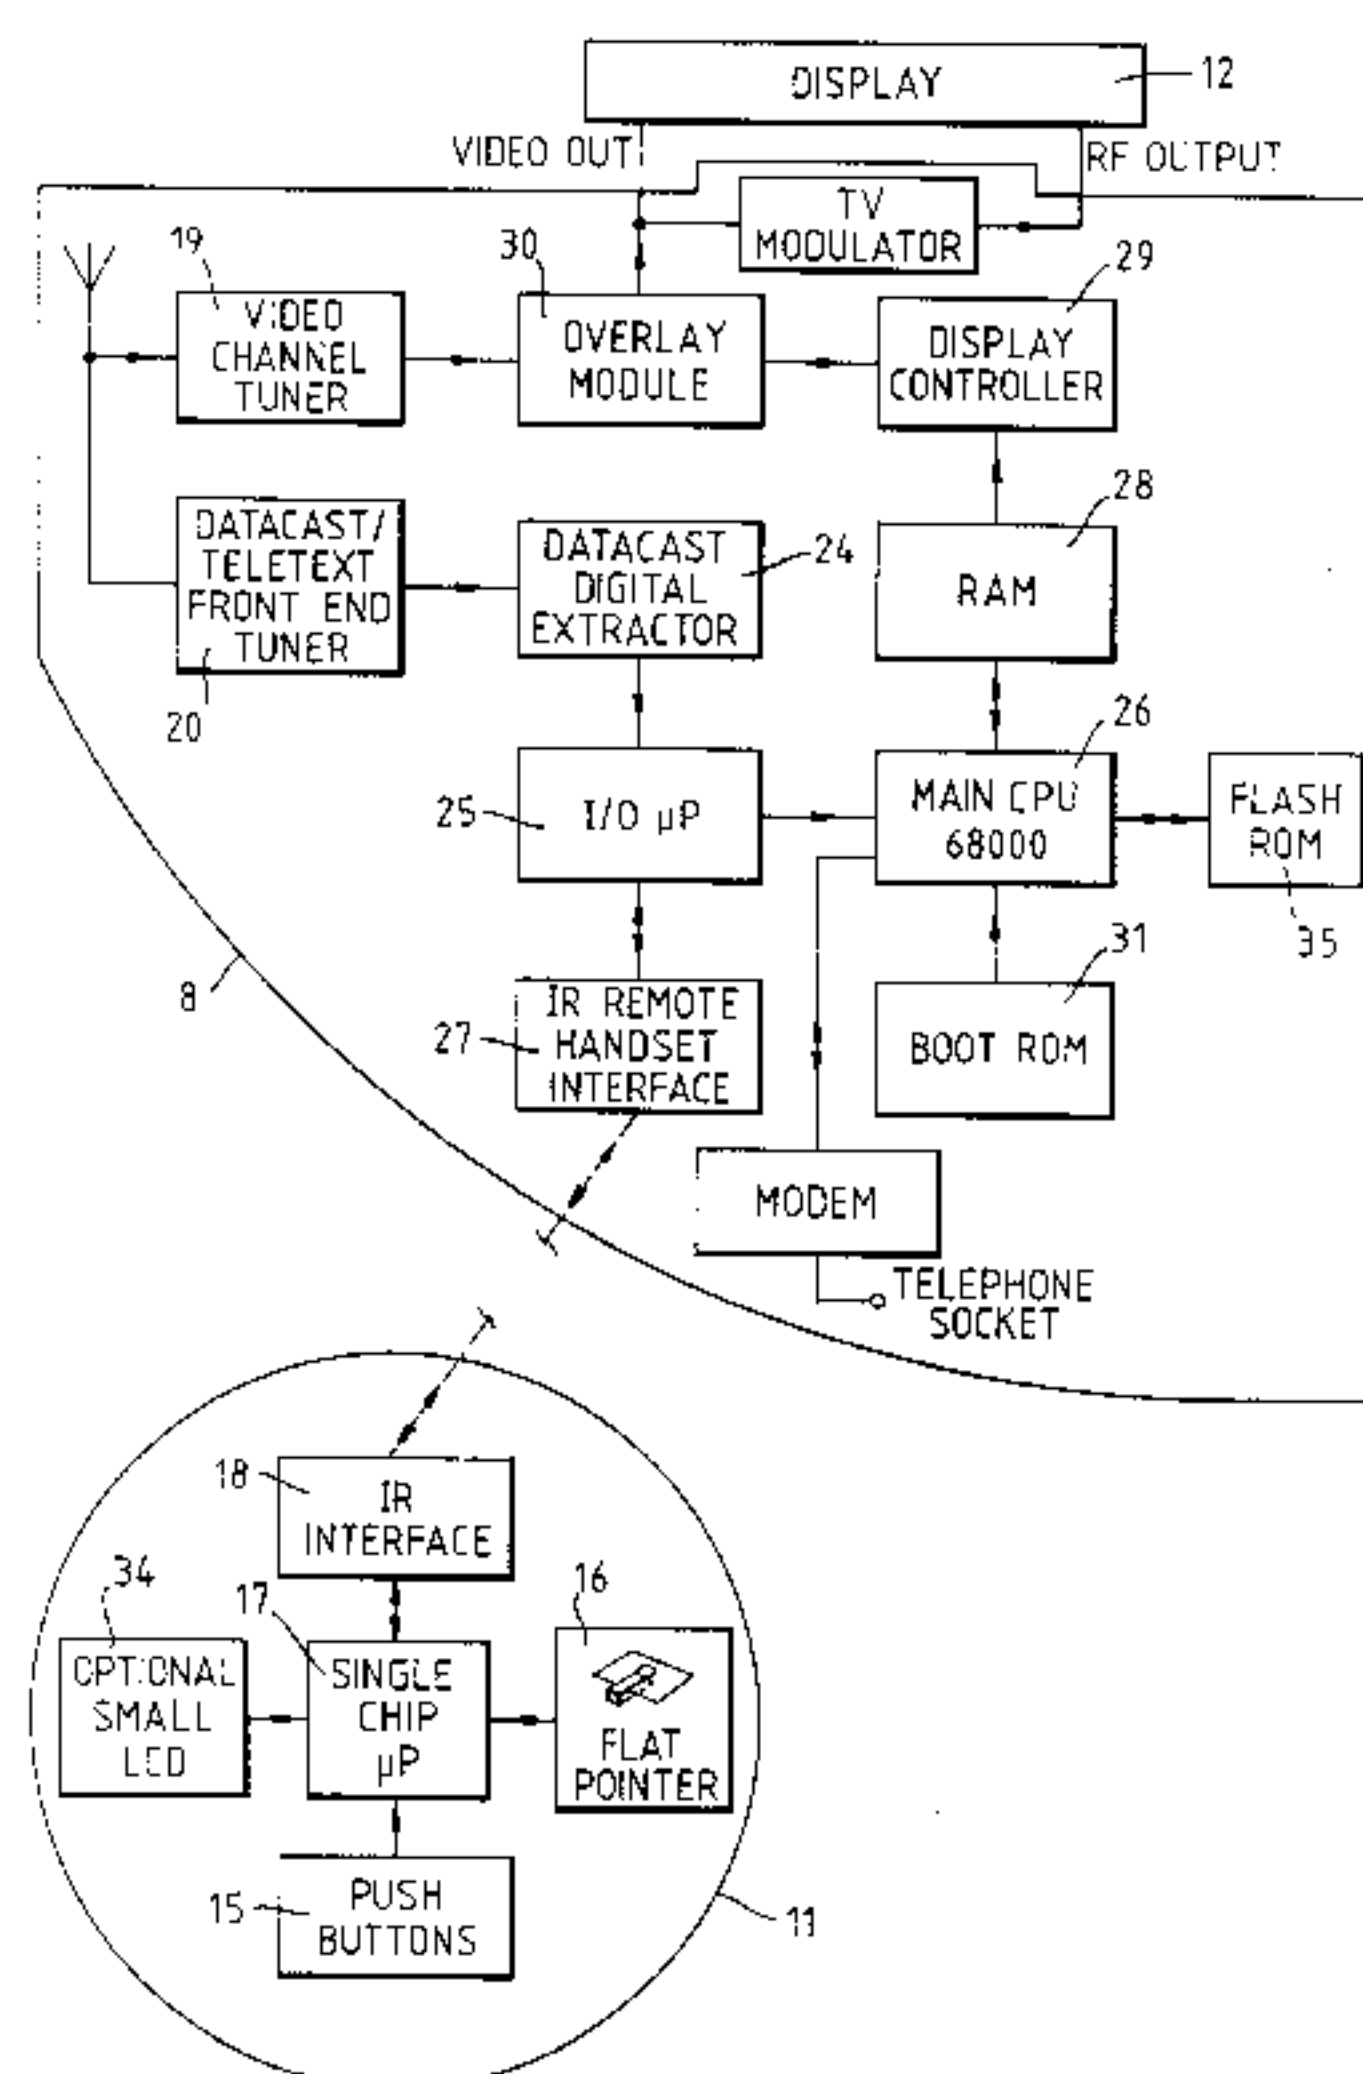 DISPLAY
12
VIDEO OUT
RF OUTPUT
TV
MODULATOR
19
30
29
VIDEO
CHANNEL
TUNER
OVERLAY
MODULE
DISPLAY
CONTROLLER
28
DATACAST/
TELETEXT
FRONT END
TUNER
DATACAST
DIGITAL
EXTRACTOR
24
RAM
20
26
25
I/O µP
MAIN CPU
68000
FLASH
ROM
35
8
31
27
IR REMOTE
HANDSET
INTERFACE
BOOT ROM
MODEM
TELEPHONE
SOCKET
18
IR
INTERFACE
34
17
16
OPTIONAL
SMALL
LCD
SINGLE
CHIP
µP
FLAT
POINTER
15
PUSH
BUTTONS
11